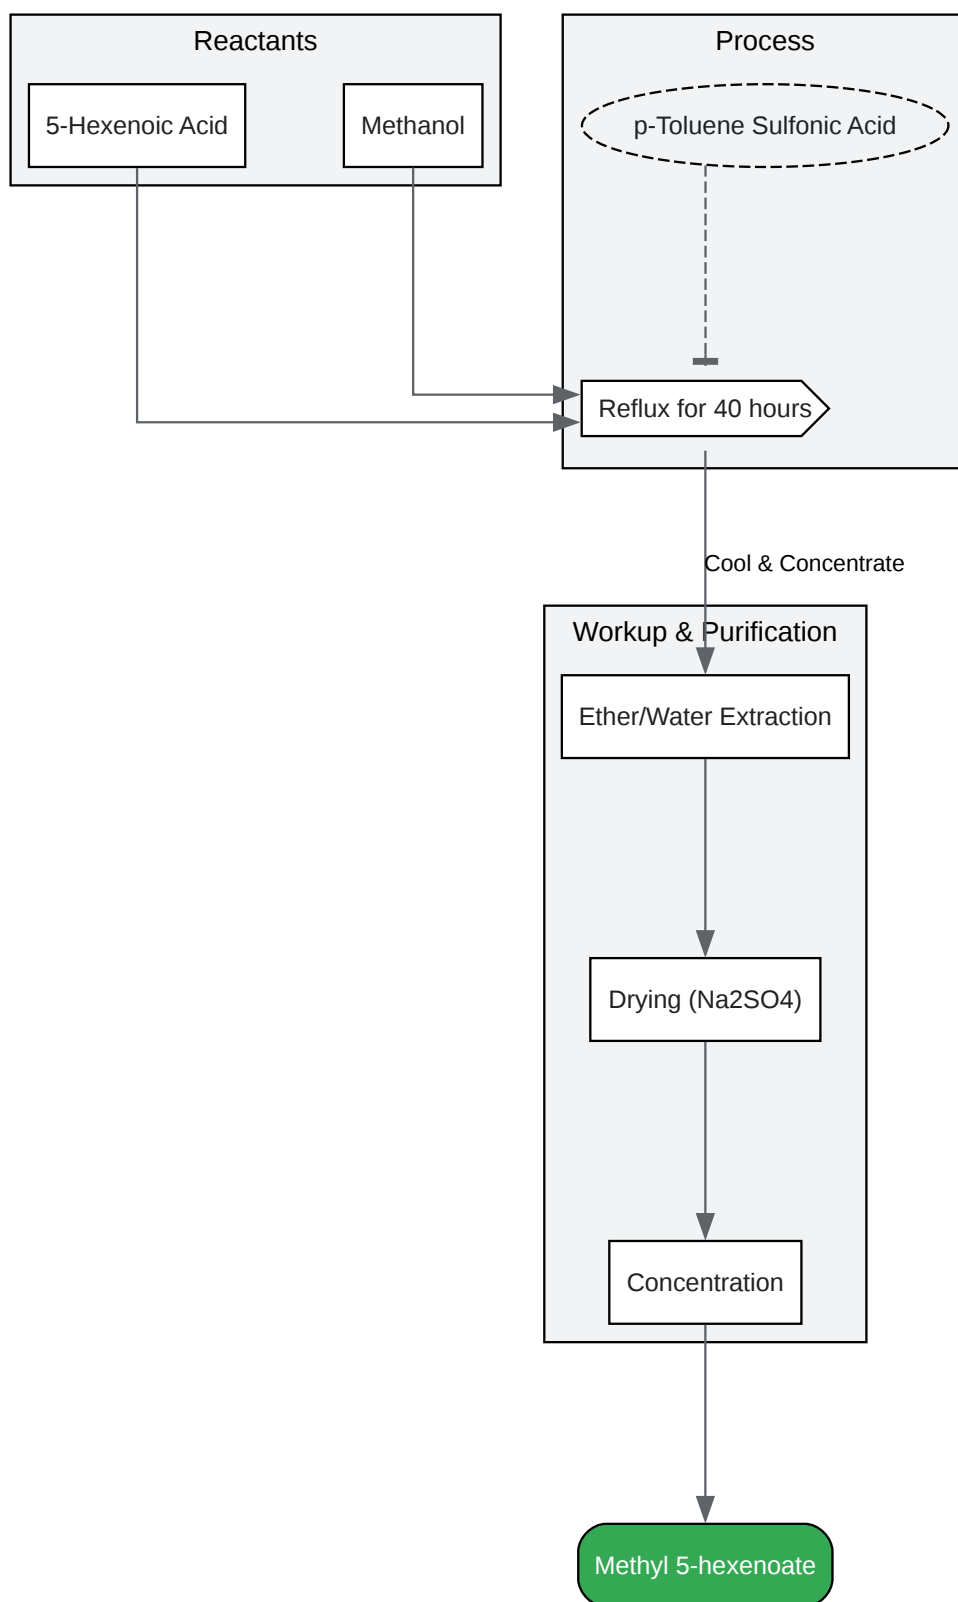 Reactants
5-Hexenoic Acid
Methanol
Process
p-Toluene Sulfonic Acid
Reflux for 40 hours
Cool & Concentrate
Workup & Purification
Ether/Water Extraction
Drying (Na2SO4)
Concentration
Methyl 5-hexenoate